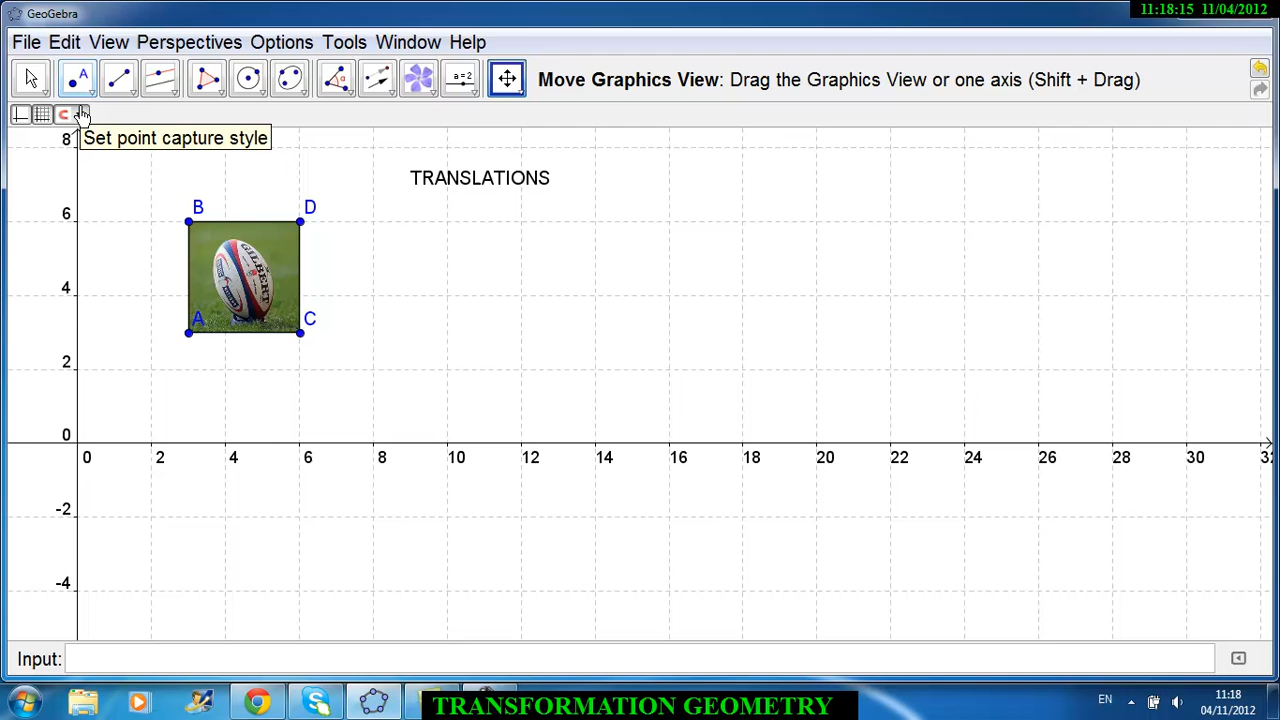 11:18:15 11/04/2012
GeoGebra
File Edit View Perspectives Options Tools Window Help
A
α
a=2
Move Graphics View: Drag the Graphics View or one axis (Shift + Drag)
Set point capture style
8
TRANSLATIONS
B D
6
GILBERT
4
A C
2
0
0 2 4 6 8 10 12 14 16 18 20 22 24 26 28 30 32
-2
-4
Input:
EN
11:18
04/11/2012
TRANSFORMATION GEOMETRY